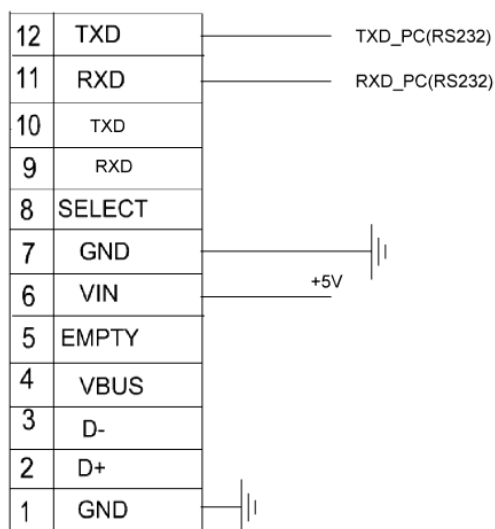 12 TXD TXD_PC(RS232)
11 RXD RXD_PC(RS232)
10 TXD
9 RXD
8 SELECT
7 GND
6 VIN +5V
5 EMPTY
4 VBUS
3 D-
2 D+
1 GND